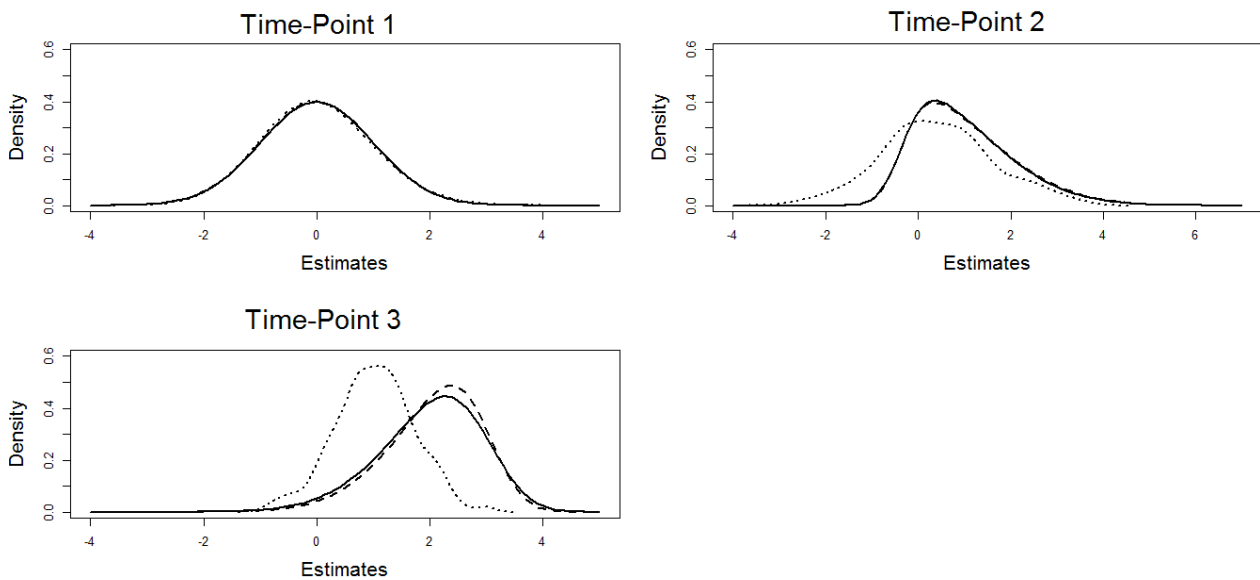 Time-Point 1
Density
0.0 0.2 0.4 0.6
-4 -2 0 2 4
Estimates
Time-Point 2
Density
0.0 0.2 0.4 0.6
-4 -2 0 2 4 6
Estimates
Time-Point 3
Density
0.0 0.2 0.4 0.6
-4 -2 0 2 4
Estimates